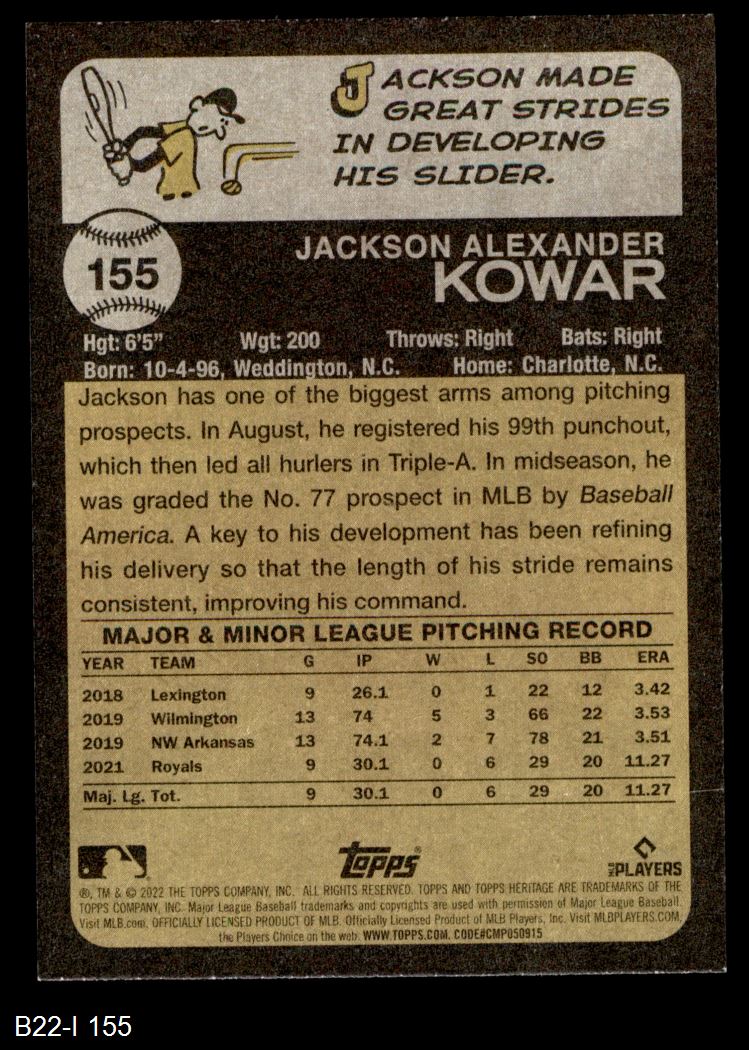 JACKSON MADE
GREAT STRIDES
IN DEVELOPING
HIS SLIDER.
155
JACKSON ALEXANDER
KOWAR
Hgt: 6'5" Wgt: 200 Throws: Right Bats: Right
Born: 10-4-96, Weddington, N.C. Home: Charlotte, N.C.
Jackson has one of the biggest arms among pitching
prospects. In August, he registered his 99th punchout,
which then led all hurlers in Triple-A. In midseason, he
was graded the No. 77 prospect in MLB by Baseball
America. A key to his development has been refining
his delivery so that the length of his stride remains
consistent, improving his command.
MAJOR & MINOR LEAGUE PITCHING RECORD
YEAR TEAM G IP W L SO BB ERA
2018 Lexington 9 26.1 0 1 22 12 3.42
2019 Wilmington 13 74 5 3 66 22 3.53
2019 NW Arkansas 13 74.1 2 7 78 21 3.51
2021 Royals 9 30.1 0 6 29 20 11.27
Maj. Lg. Tot. 9 30.1 0 6 29 20 11.27
Topps
MLB PLAYERS
®, TM & © 2022 THE TOPPS COMPANY, INC. ALL RIGHTS RESERVED. TOPPS AND TOPPS HERITAGE ARE TRADEMARKS OF THE
TOPPS COMPANY, INC. Major League Baseball trademarks and copyrights are used with permission of Major League Baseball.
Visit MLB.com. OFFICIALLY LICENSED PRODUCT OF MLB. Officially Licensed Product of MLB Players, Inc. Visit MLBPLAYERS.COM,
the Players Choice on the web. WWW.TOPPS.COM. CODE#CMP050915
B22-I 155